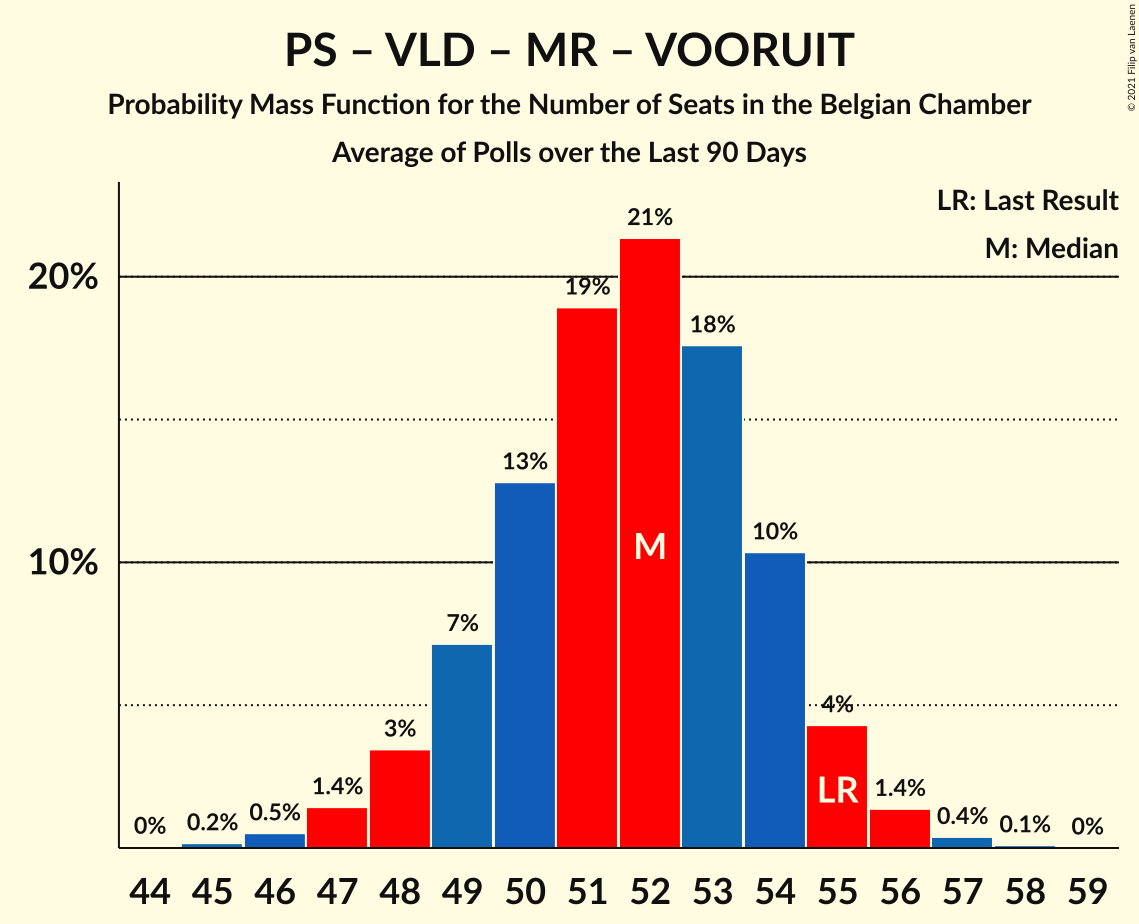 PS – VLD – MR – VOORUIT
Probability Mass Function for the Number of Seats in the Belgian Chamber
Average of Polls over the Last 90 Days
© 2021 Filip van Laenen
LR: Last Result
M: Median
20%
10%
0%
0.2%
0.5%
1.4%
3%
7%
13%
19%
21%
18%
10%
4%
1.4%
0.4%
0.1%
0%
M
LR
44 45 46 47 48 49 50 51 52 53 54 55 56 57 58 59